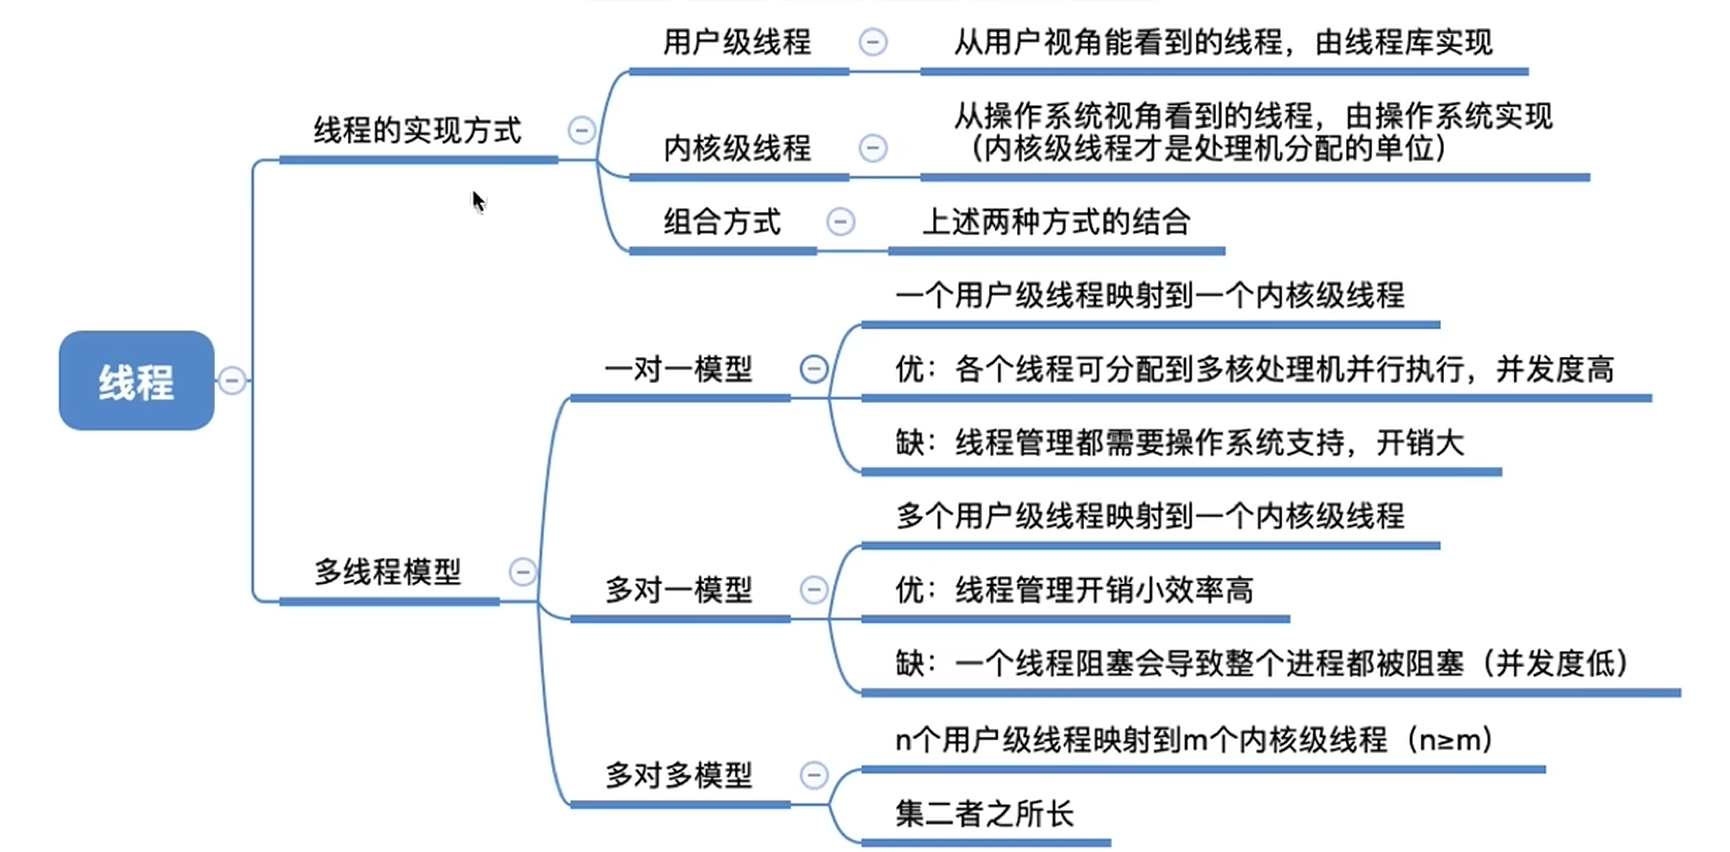 线程
线程的实现方式
用户级线程
从用户视角能看到的线程，由线程库实现
内核级线程
从操作系统视角看到的线程，由操作系统实现
（内核级线程才是处理机分配的单位）
组合方式
上述两种方式的结合
多线程模型
一对一模型
一个用户级线程映射到一个内核级线程
优：各个线程可分配到多核处理机并行执行，并发度高
缺：线程管理都需要操作系统支持，开销大
多对一模型
多个用户级线程映射到一个内核级线程
优：线程管理开销小效率高
缺：一个线程阻塞会导致整个进程都被阻塞（并发度低）
多对多模型
n个用户级线程映射到m个内核级线程（n≥m）
集二者之所长